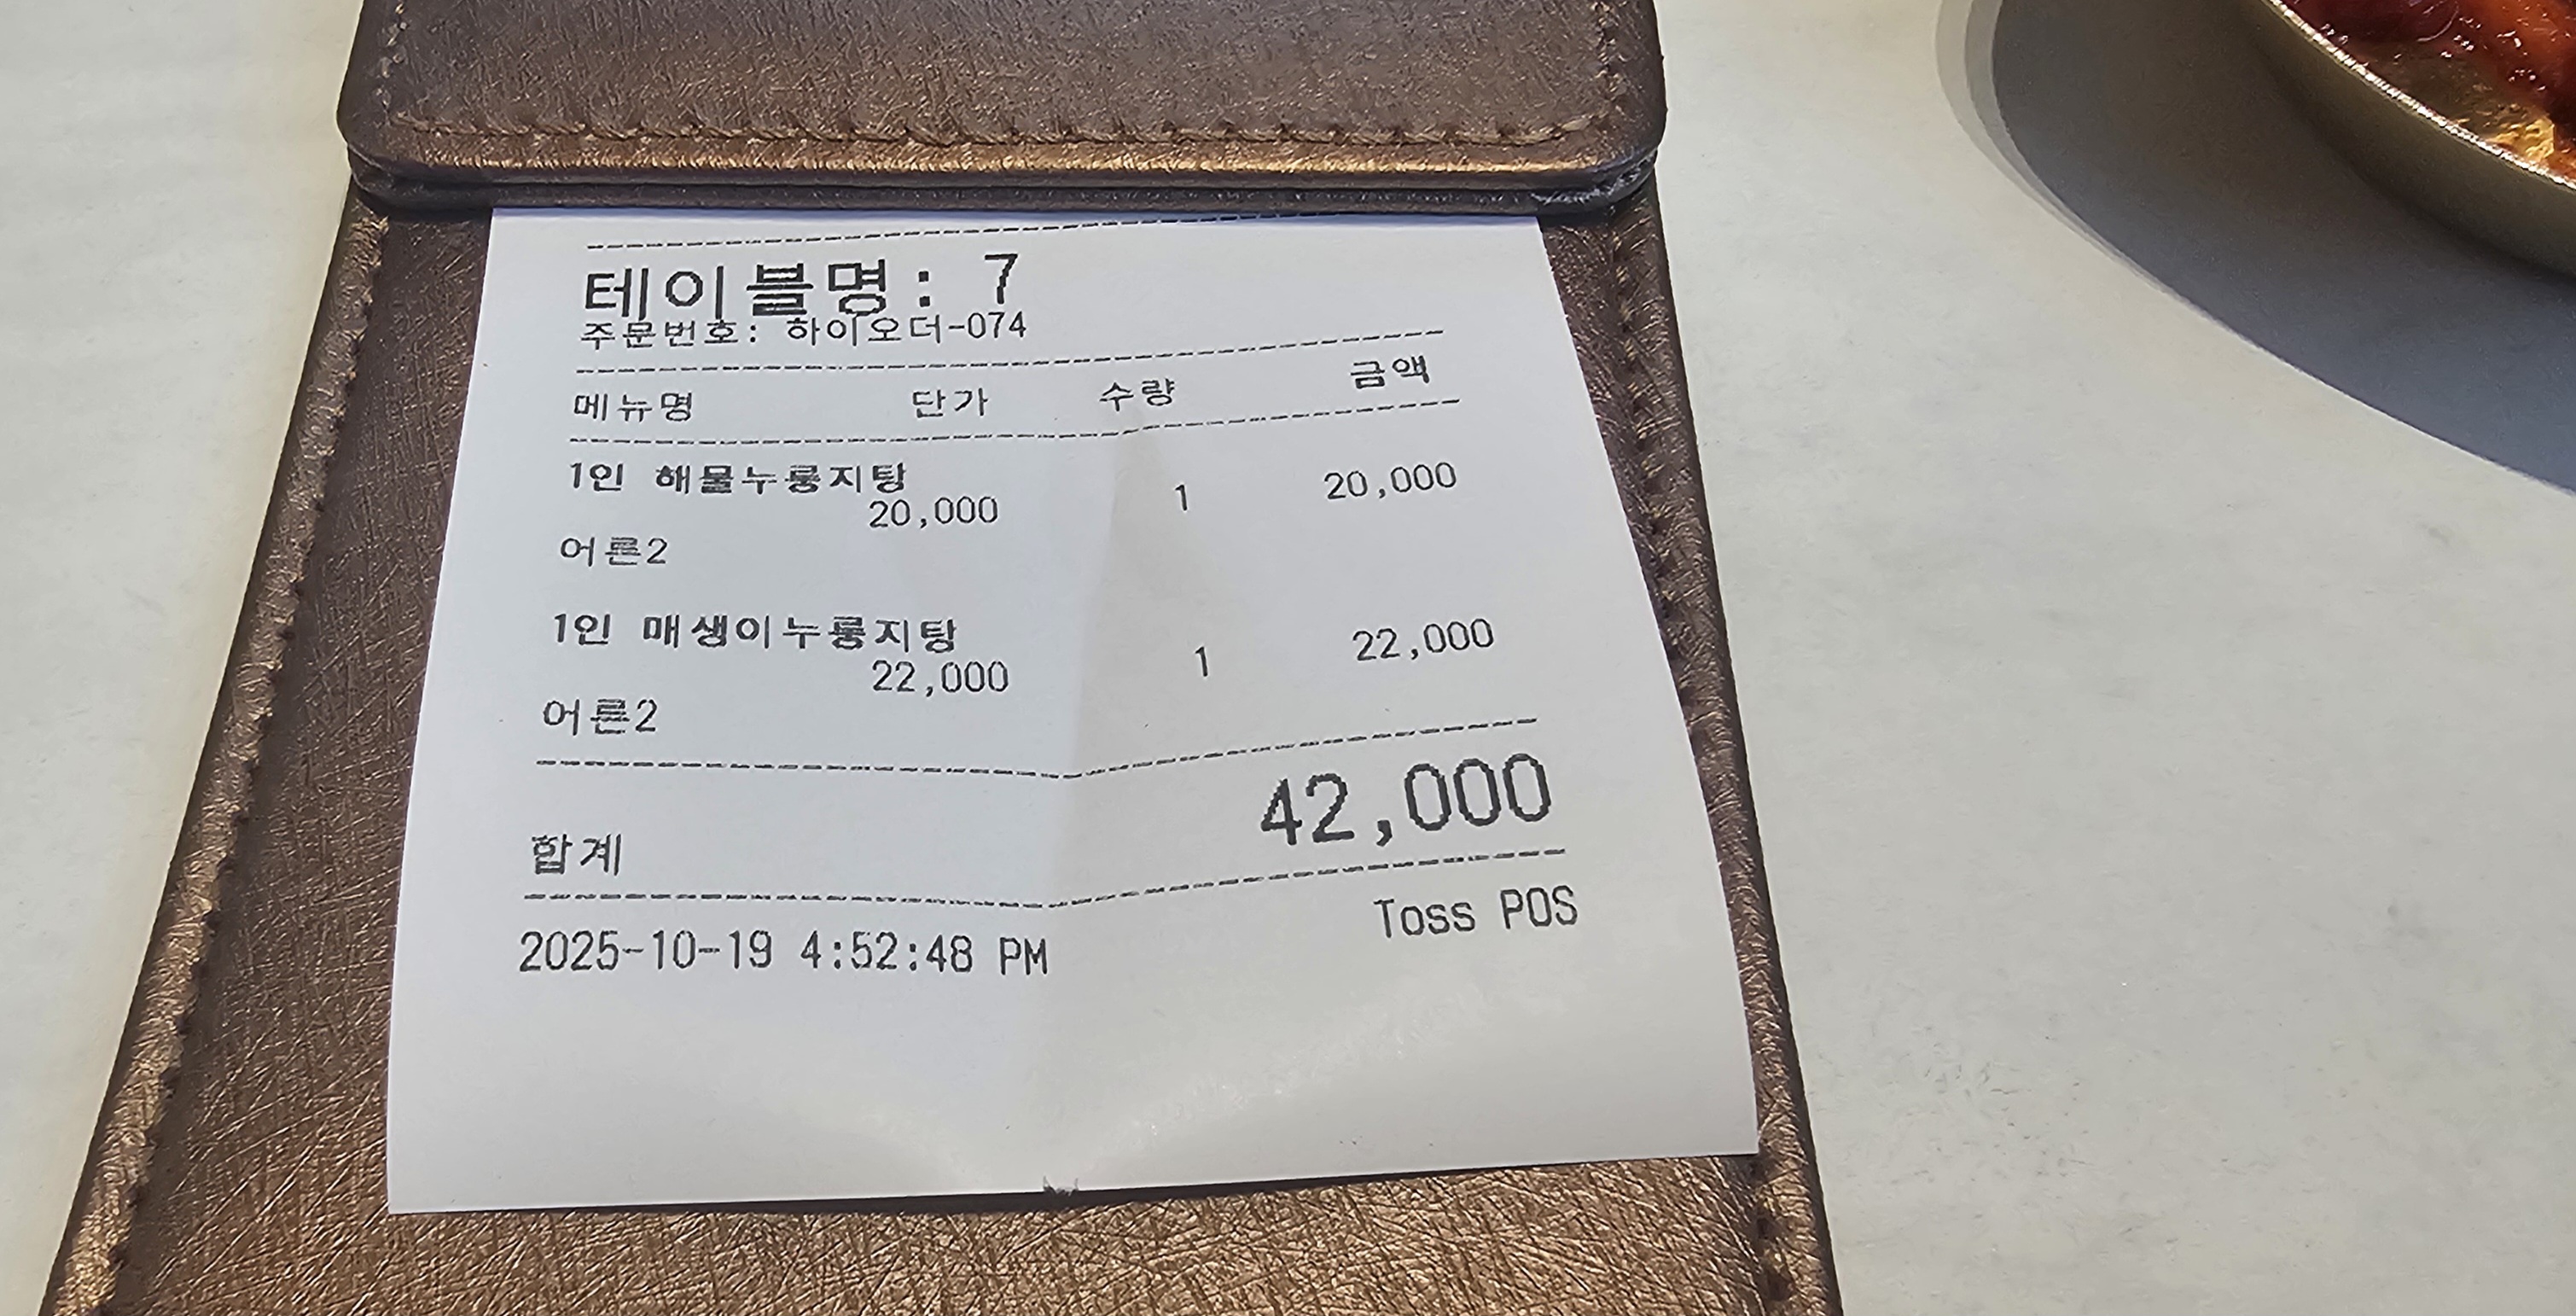 테이블명: 7
주문번호: 하이오더-074
메뉴명 단가 수량 금액
1인 해물누룽지탕
20,000 1 20,000
어른2
1인 매생이누룽지탕
22,000 1 22,000
어른2
합계 42,000
2025-10-19 4:52:48 PM Toss POS